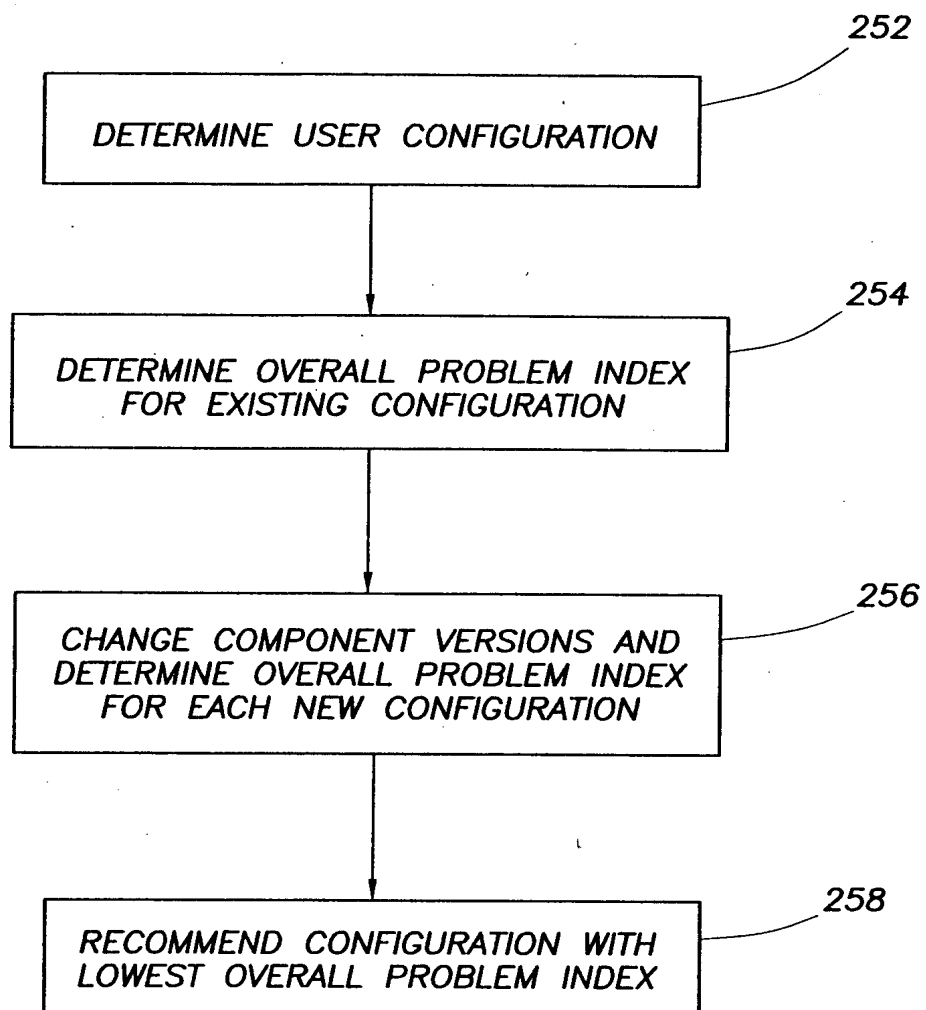 252
DETERMINE USER CONFIGURATION
254
DETERMINE OVERALL PROBLEM INDEX
FOR EXISTING CONFIGURATION
256
CHANGE COMPONENT VERSIONS AND
DETERMINE OVERALL PROBLEM INDEX
FOR EACH NEW CONFIGURATION
258
RECOMMEND CONFIGURATION WITH
LOWEST OVERALL PROBLEM INDEX